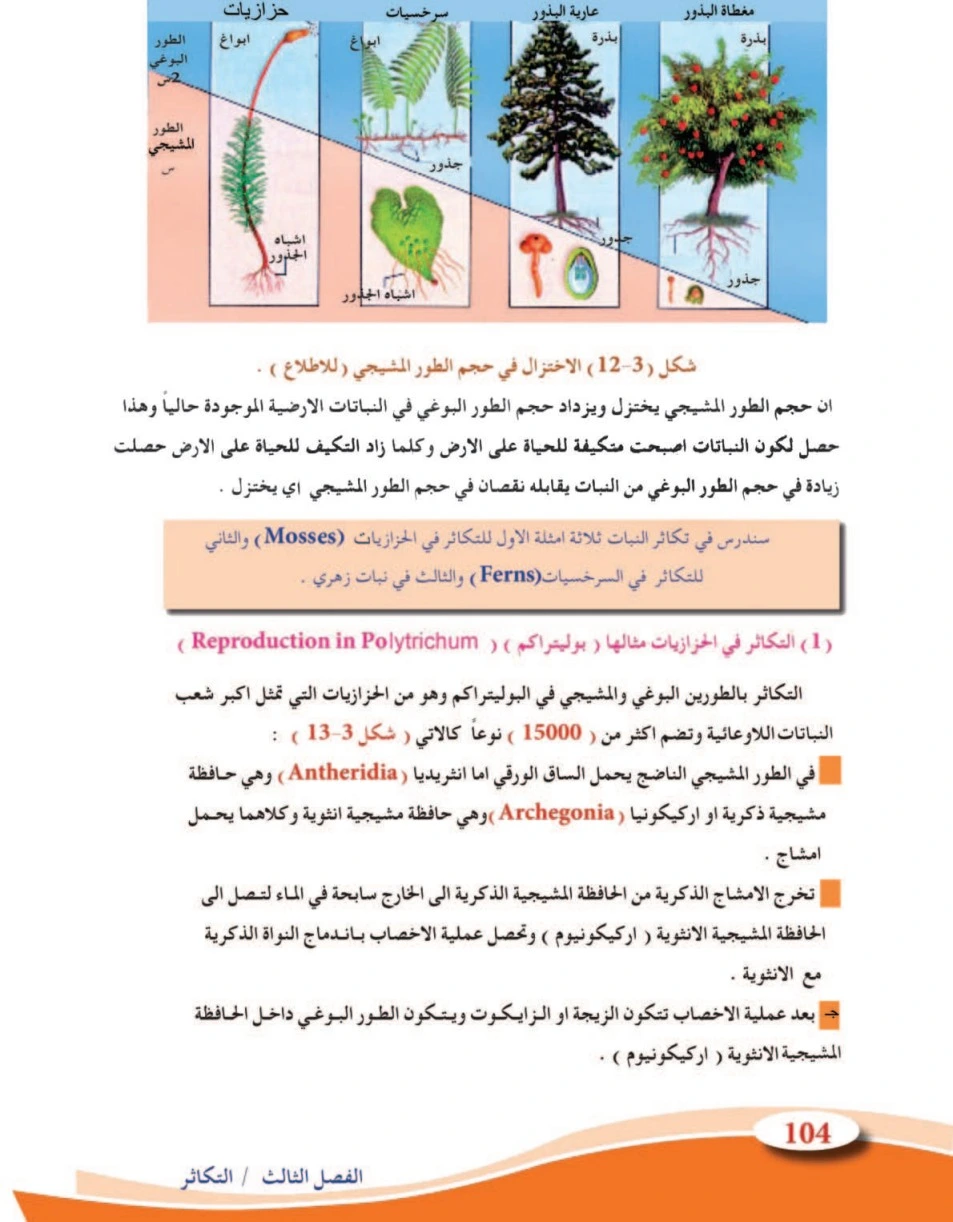 مغطاة البذور
عارية البذور
سرخسيات
حزازيات
بذرة
بذرة
ابواغ
ابواغ
الطور
البوغي
2س
الطور
المشيجي
س
جذور
جذور
جذور
اشباه
الجذور
اشباه الجذور
شكل (3-12) الاختزال في حجم الطور المشيجي (للاطلاع) .
ان حجم الطور المشيجي يختزل ويزداد حجم الطور البوغي في النباتات الارضية الموجودة حالياً وهذا
حصل لكون النباتات اصبحت متكيفة للحياة على الارض وكلما زاد التكيف للحياة على الارض حصلت
زيادة في حجم الطور البوغي من النبات يقابله نقصان في حجم الطور المشيجي اي يختزل .
سندرس في تكاثر النبات ثلاثة امثلة الاول للتكاثر في الحزازيات (Mosses) والثاني
للتكاثر في السرخسيات(Ferns) والثالث في نبات زهري .
(1) التكاثر في الحزازيات مثالها ( بوليتراكم ) ( Reproduction in Polytrichum )
التكاثر بالطورين البوغي والمشيجي في البوليتراكم وهو من الحزازيات التي تمثل اكبر شعب
النباتات اللاوعائية وتضم اكثر من ( 15000 ) نوعاً كالاتي ( شكل 3-13 ) :
في الطور المشيجي الناضج يحمل الساق الورقي اما انثريديا (Antheridia) وهي حافظة
مشيجية ذكرية او اركيكونيا (Archegonia)وهي حافظة مشيجية انثوية وكلاهما يحمل
امشاج .
تخرج الامشاج الذكرية من الحافظة المشيجية الذكرية الى الخارج سابحة في الماء لتصل الى
الحافظة المشيجية الانثوية ( اركيكونيوم ) وتحصل عملية الاخصاب باندماج النواة الذكرية
مع الانثوية .
جـ بعد عملية الاخصاب تتكون الزيجة او الزايكوت ويتكون الطور البوغي داخل الحافظة
المشيجية الانثوية ( اركيكونيوم ) .
104
الفصل الثالث / التكاثر